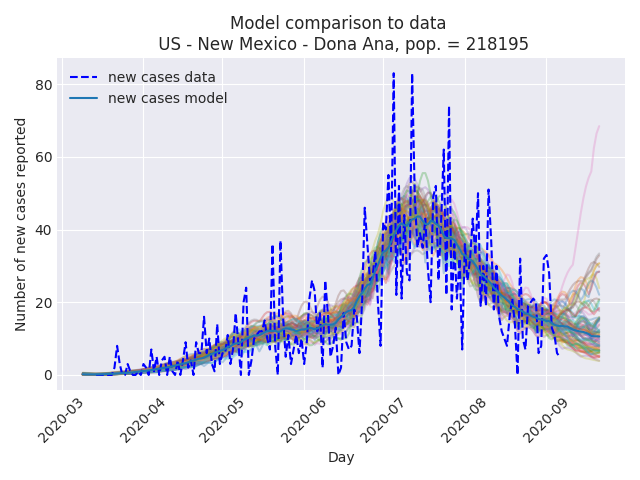 Model comparison to data
US - New Mexico - Dona Ana, pop. = 218195
new cases data
new cases model
Number of new cases reported
80
60
40
20
0
2020-03
2020-04
2020-05
2020-06
2020-07
2020-08
2020-09
Day